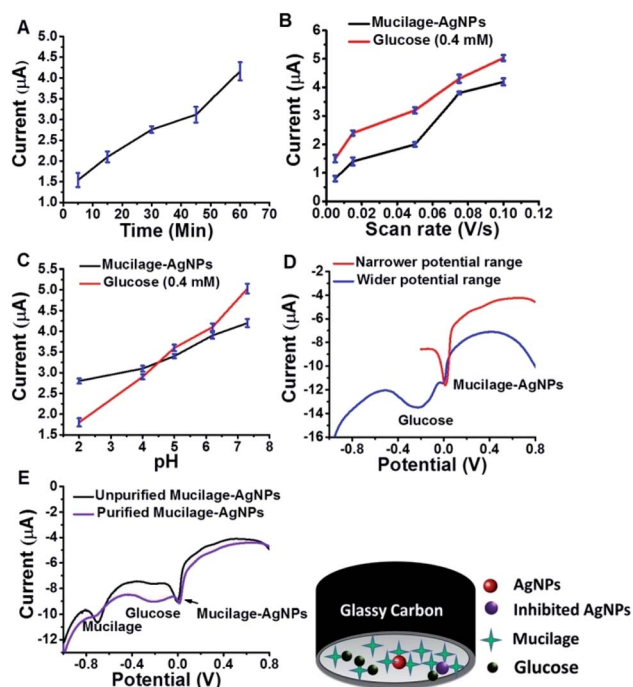 A
Current (µA)
4.5
4.0
3.5
3.0
2.5
2.0
1.5
1.0
0 10 20 30 40 50 60 70
Time (Min)
B
Mucilage-AgNPs
Glucose (0.4 mM)
Current (µA)
6
5
4
3
2
1
0
0.00 0.02 0.04 0.06 0.08 0.10 0.12
Scan rate (V/s)
C
Mucilage-AgNPs
Glucose (0.4 mM)
Current (µA)
5.5
5.0
4.5
4.0
3.5
3.0
2.5
2.0
1.5
2 3 4 5 6 7 8
pH
D
Narrower potential range
Wider potential range
Current (µA)
-2
-4
-6
-8
-10
-12
-14
-16
Mucilage-AgNPs
Glucose
-0.8 -0.4 0.0 0.4 0.8
Potential (V)
E
Unpurified Mucilage-AgNPs
Purified Mucilage-AgNPs
Current (µA)
-4
-6
-8
-10
-12
Mucilage
Glucose
Mucilage-AgNPs
-0.8 -0.4 0.0 0.4 0.8
Potential (V)
Glassy Carbon
AgNPs
Inhibited AgNPs
Mucilage
Glucose